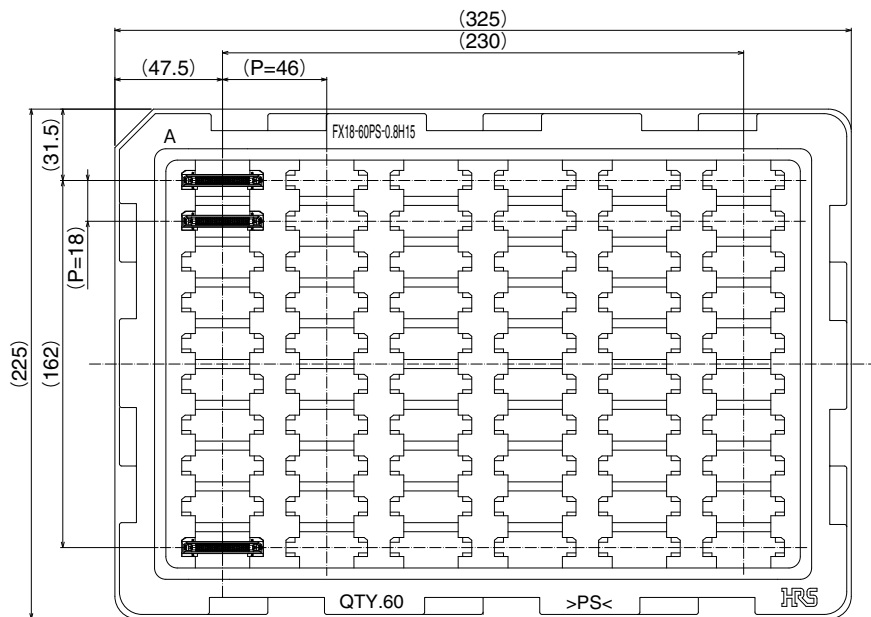 (325)
(230)
(47.5)
(P=46)
(31.5)
A
FX18-60PS-0.8H15
(P=18)
(162)
(225)
QTY.60
>PS<
HRS